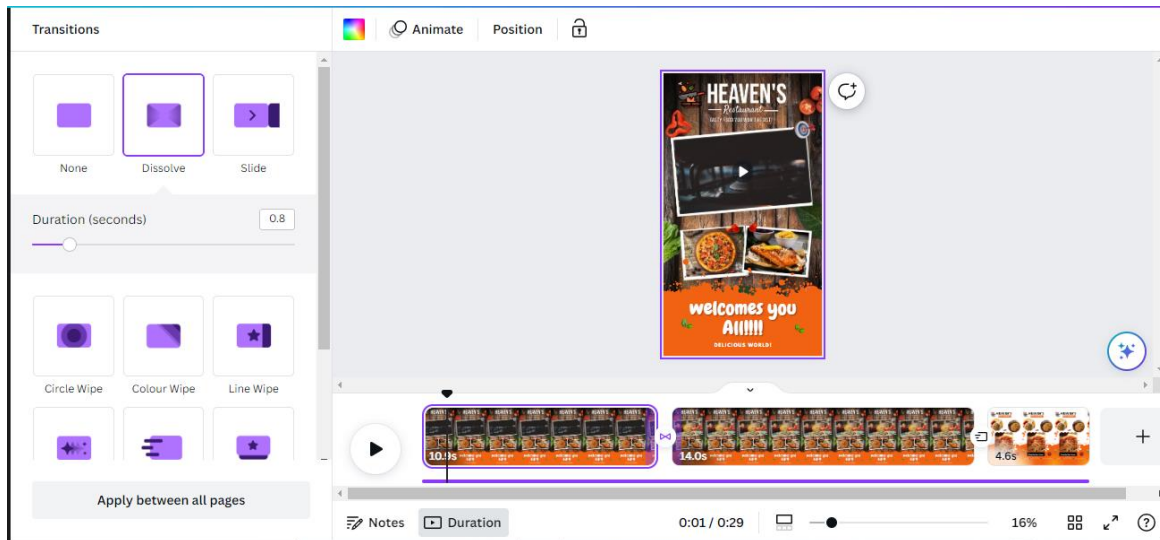 Transitions
Animate
Position
None
Dissolve
Slide
Duration (seconds)
0.8
Circle Wipe
Colour Wipe
Line Wipe
Apply between all pages
HEAVEN'S
Restaurant
welcomes you
All!!!!
DELICIOUS WORLD!
10.9s
14.0s
4.6s
Notes
Duration
0:01 / 0:29
16%